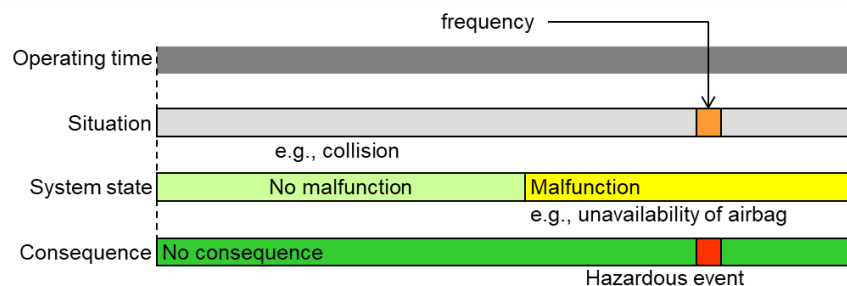 frequency
Operating time
Situation
e.g., collision
System state
No malfunction
Malfunction
e.g., unavailability of airbag
Consequence
No consequence
Hazardous event